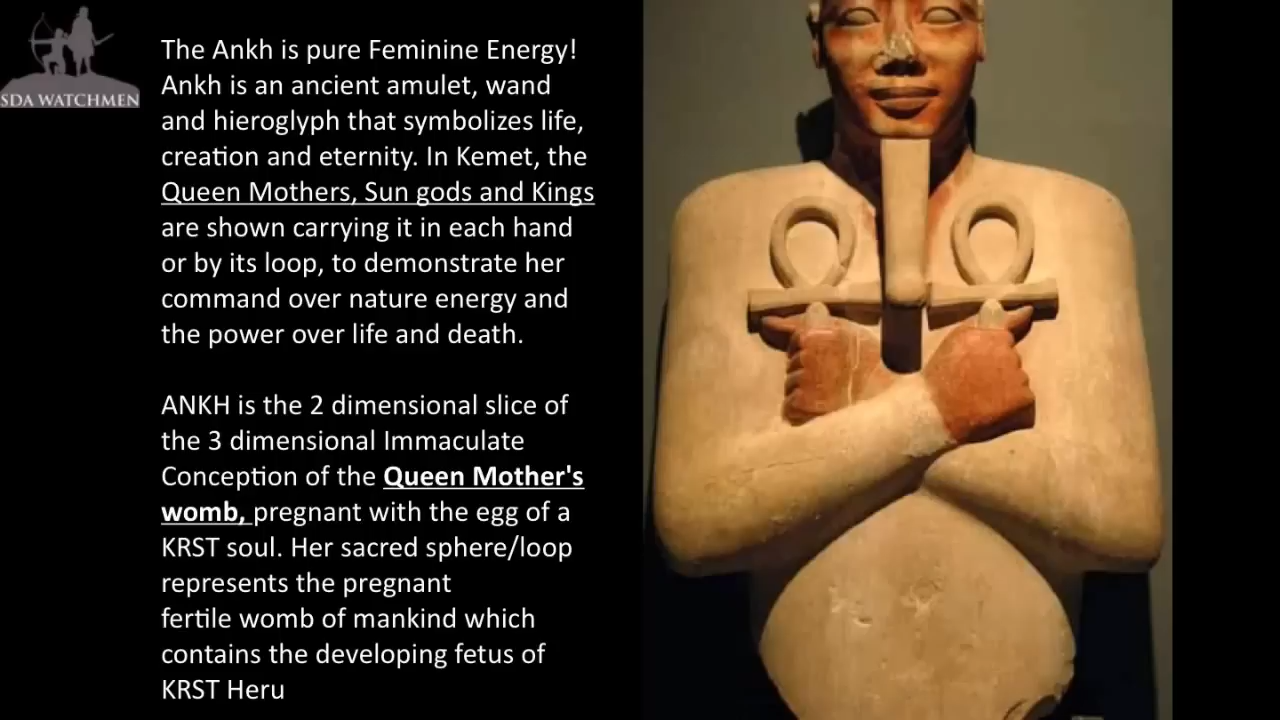 SDA WATCHMEN
The Ankh is pure Feminine Energy!
Ankh is an ancient amulet, wand
and hieroglyph that symbolizes life,
creation and eternity. In Kemet, the
Queen Mothers, Sun gods and Kings
are shown carrying it in each hand
or by its loop, to demonstrate her
command over nature energy and
the power over life and death.
ANKH is the 2 dimensional slice of
the 3 dimensional Immaculate
Conception of the Queen Mother's
womb, pregnant with the egg of a
KRST soul. Her sacred sphere/loop
represents the pregnant
fertile womb of mankind which
contains the developing fetus of
KRST Heru